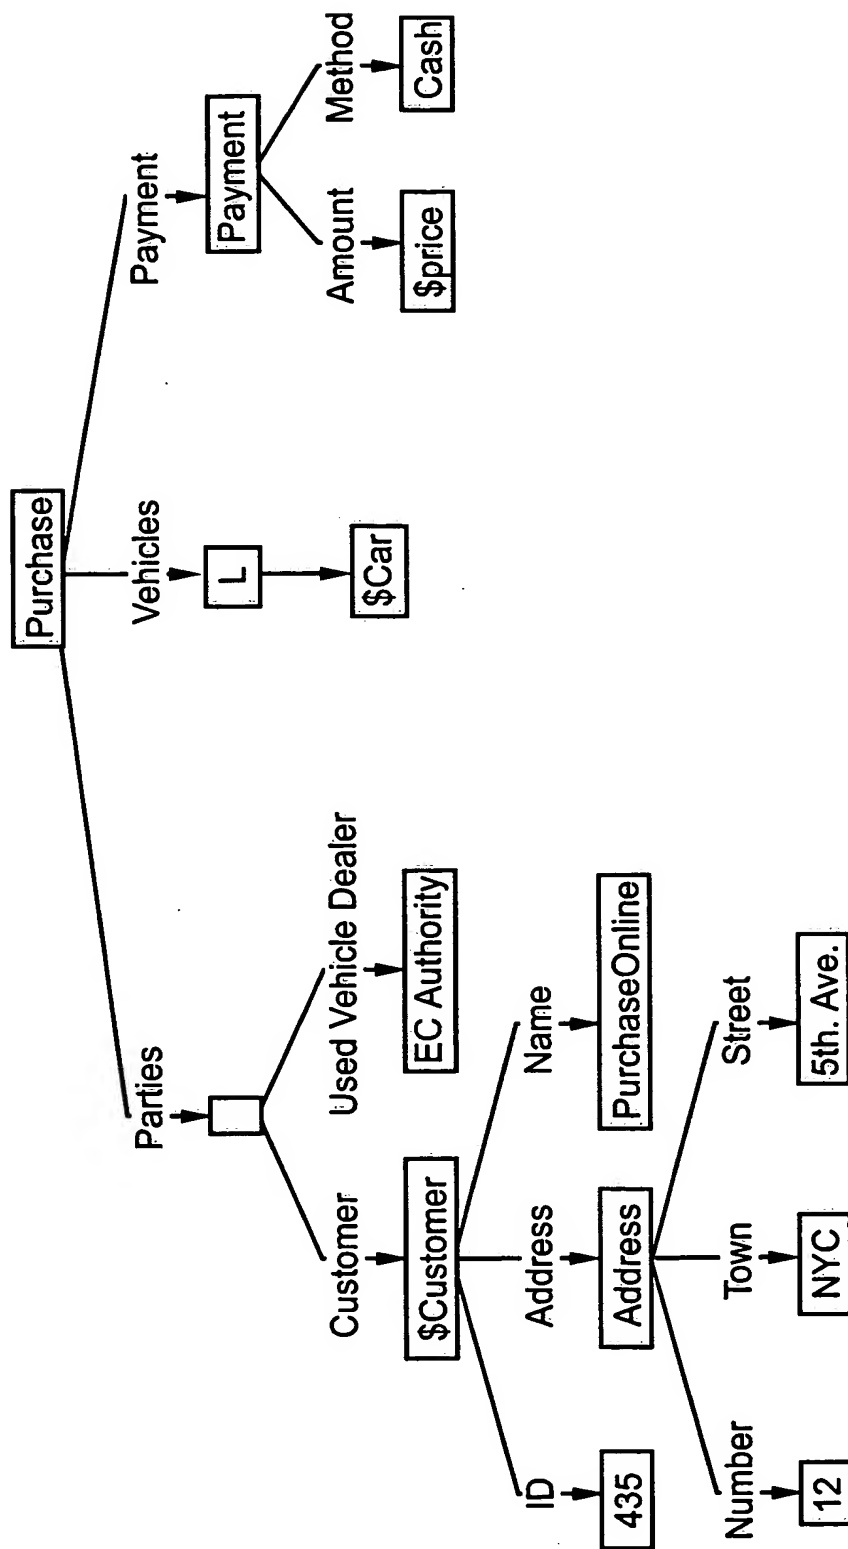 Purchase
Parties
Vehicles
Payment
L
Payment
Customer
Used Vehicle Dealer
$Car
Amount
Method
$Customer
EC Authority
$price
Cash
ID
Address
Name
435
Address
PurchaseOnline
Number
Town
Street
12
NYC
5th. Ave.